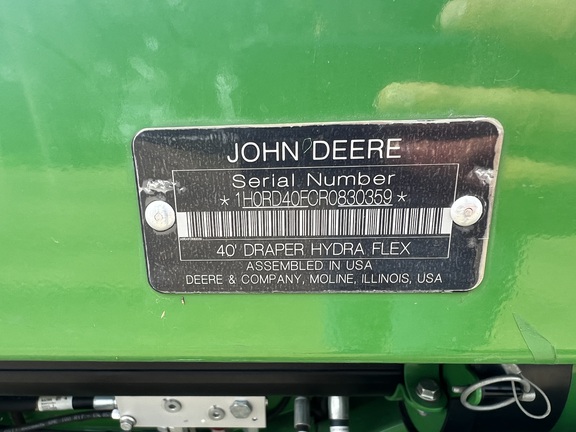 JOHN DEERE
Serial Number
*1H0RD40FCR0830359*
40' DRAPER HYDRA FLEX
ASSEMBLED IN USA
DEERE & COMPANY, MOLINE, ILLINOIS, USA